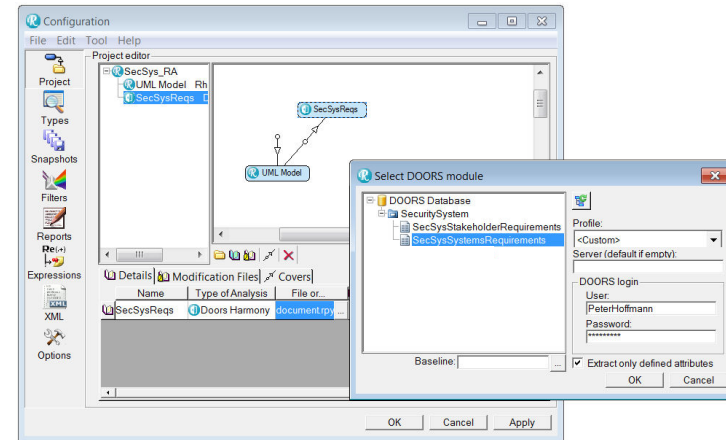 Configuration
File Edit Tool Help
Project
Types
Snapshots
Filters
Reports
Re(.*)
Expressions
XML
XML
Options
Project editor
SecSys_RA
UML Model Rh
SecSysReqs D
SecSysReqs
UML Model
Details
Modification Files
Covers
Name Type of Analysis File or...
SecSysReqs Doors Harmony document.rpy ...
OK Cancel Apply
Select DOORS module
DOORS Database
SecuritySystem
SecSysStakeholderRequirements
SecSysSystemsRequirements
Baseline: ...
Profile:
<Custom>
Server (default if empty):
DOORS login
User:
PeterHoffmann
Password:
*********
Extract only defined attributes
OK Cancel